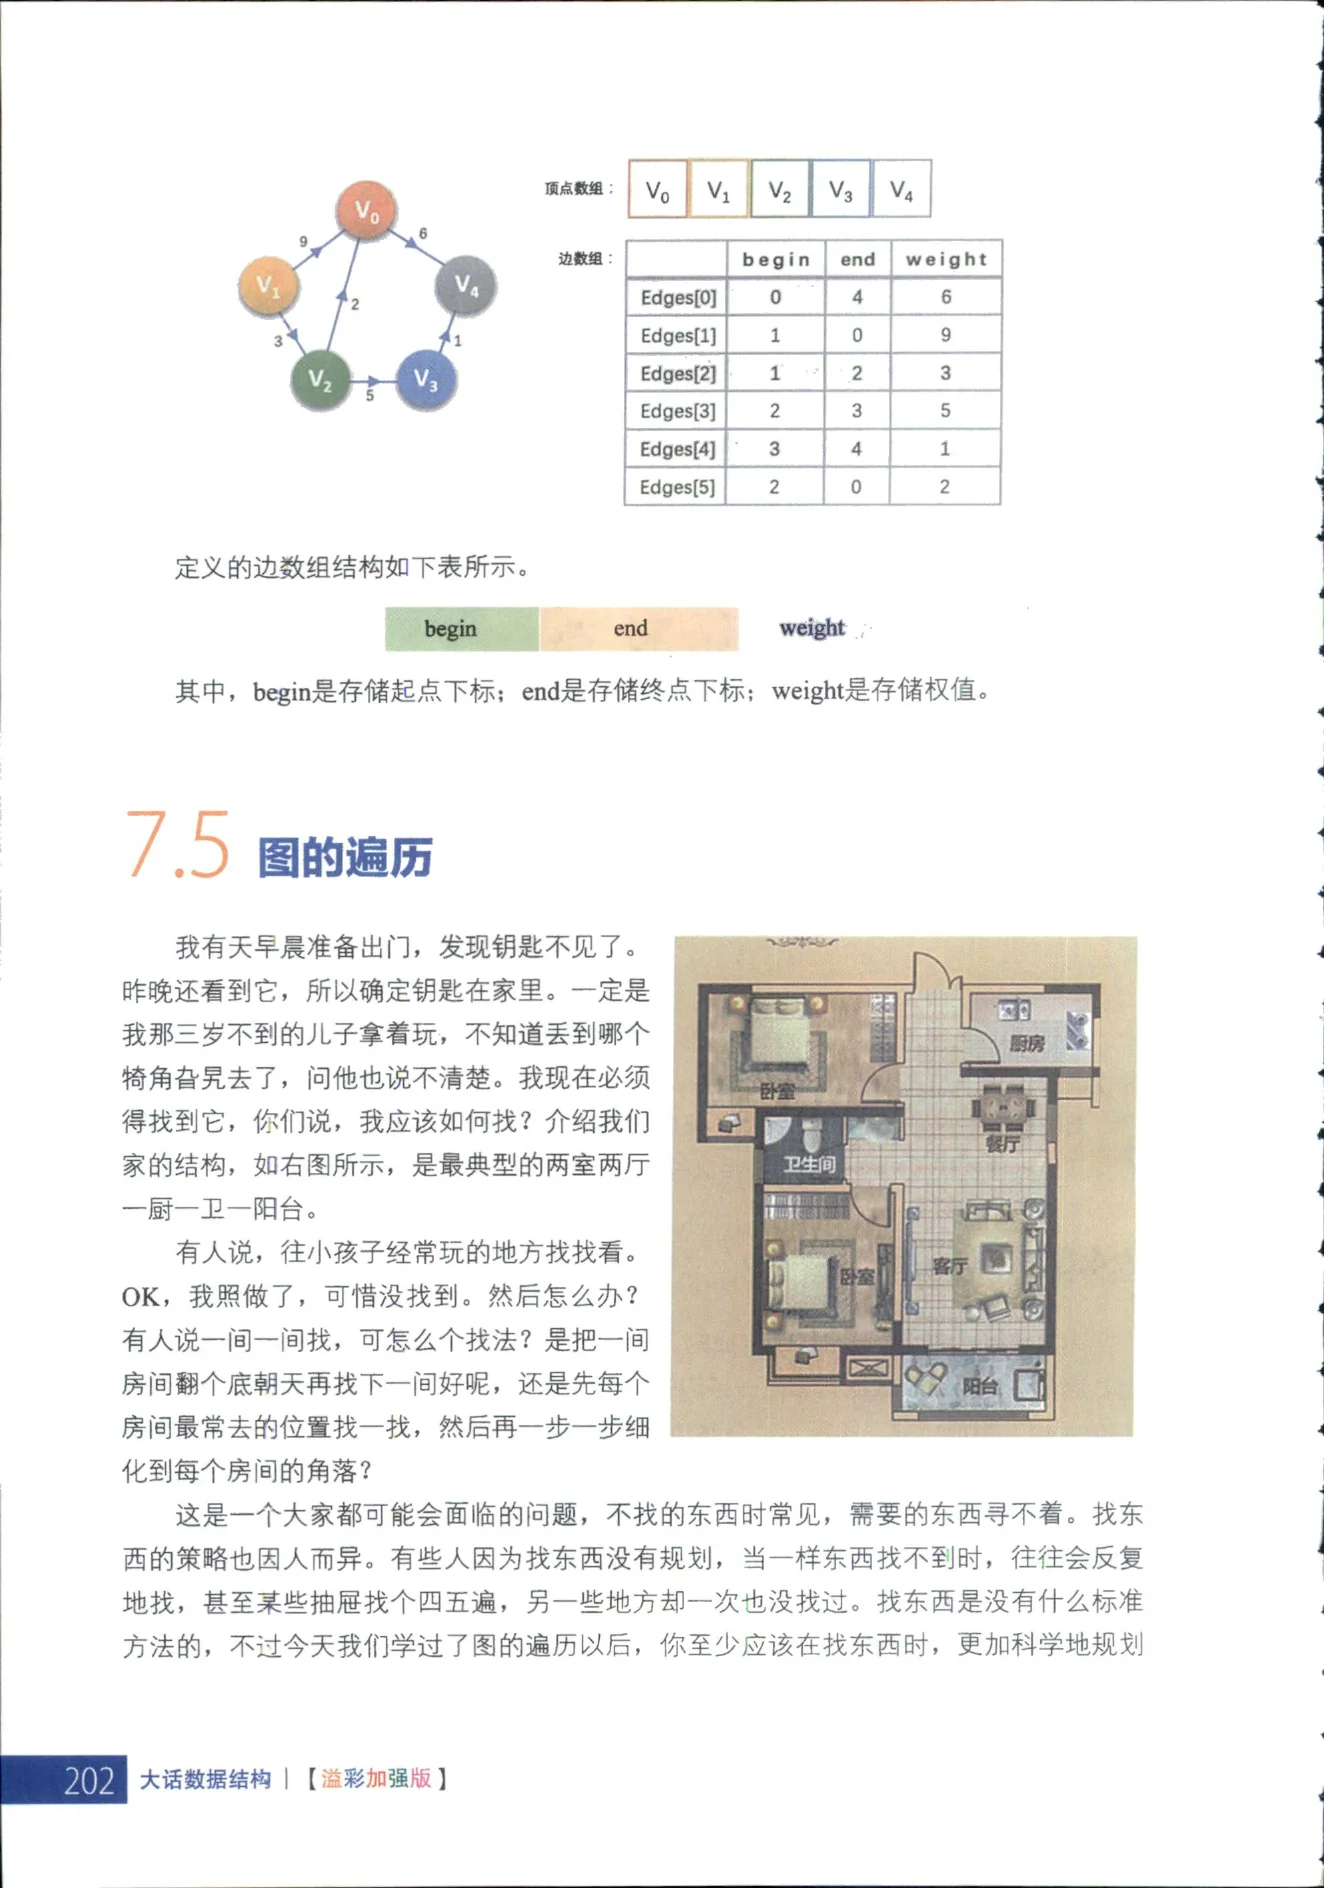 顶点数组：
V0 V1 V2 V3 V4
V0
9
6
V1
V4
2
3
1
V2
V3
5
边数组：
begin end weight
Edges[0] 0 4 6
Edges[1] 1 0 9
Edges[2] 1 2 3
Edges[3] 2 3 5
Edges[4] 3 4 1
Edges[5] 2 0 2
定义的边数组结构如下表所示。
begin end weight
其中，begin是存储起点下标；end是存储终点下标；weight是存储权值。
7.5 图的遍历
我有天早晨准备出门，发现钥匙不见了。
昨晚还看到它，所以确定钥匙在家里。一定是
我那三岁不到的儿子拿着玩，不知道丢到哪个
犄角旮旯去了，问他也说不清楚。我现在必须
得找到它，你们说，我应该如何找？介绍我们
家的结构，如右图所示，是最典型的两室两厅
一厨一卫一阳台。
有人说，往小孩子经常玩的地方找找看。
OK，我照做了，可惜没找到。然后怎么办？
有人说一间一间找，可怎么个找法？是把一间
房间翻个底朝天再找下一间好呢，还是先每个
房间最常去的位置找一找，然后再一步一步细
化到每个房间的角落？
厨房
卧室
餐厅
卫生间
客厅
卧室
阳台
这是一个大家都可能会面临的问题，不找的东西时常见，需要的东西寻不着。找东
西的策略也因人而异。有些人因为找东西没有规划，当一样东西找不到时，往往会反复
地找，甚至某些抽屉找个四五遍，另一些地方却一次也没找过。找东西是没有什么标准
方法的，不过今天我们学过了图的遍历以后，你至少应该在找东西时，更加科学地规划
202 大话数据结构 | 【溢彩加强版】